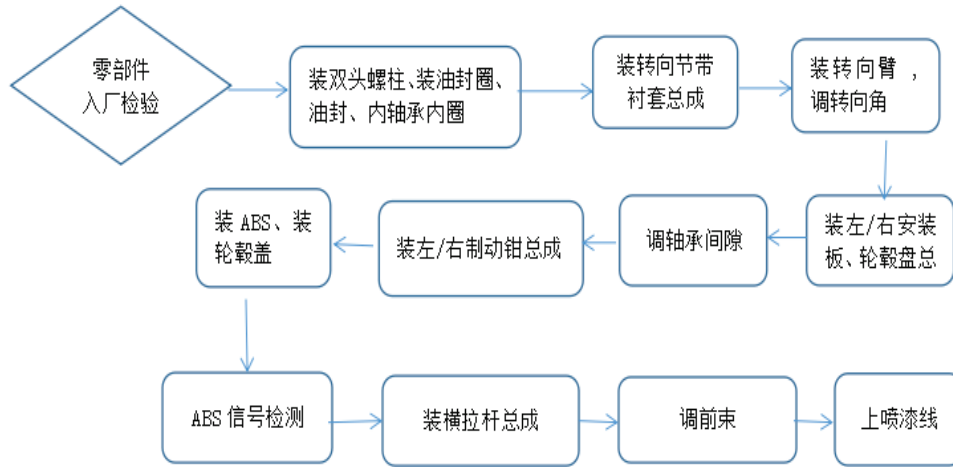 零部件
入厂检验
装双头螺柱、装油封圈、
油封、内轴承内圈
装转向节带
衬套总成
装转向臂，
调转向角
装左/右安装
板、轮毂盘总
调轴承间隙
装左/右制动钳总成
装 ABS、装
轮毂盖
ABS 信号检测
装横拉杆总成
调前束
上喷漆线